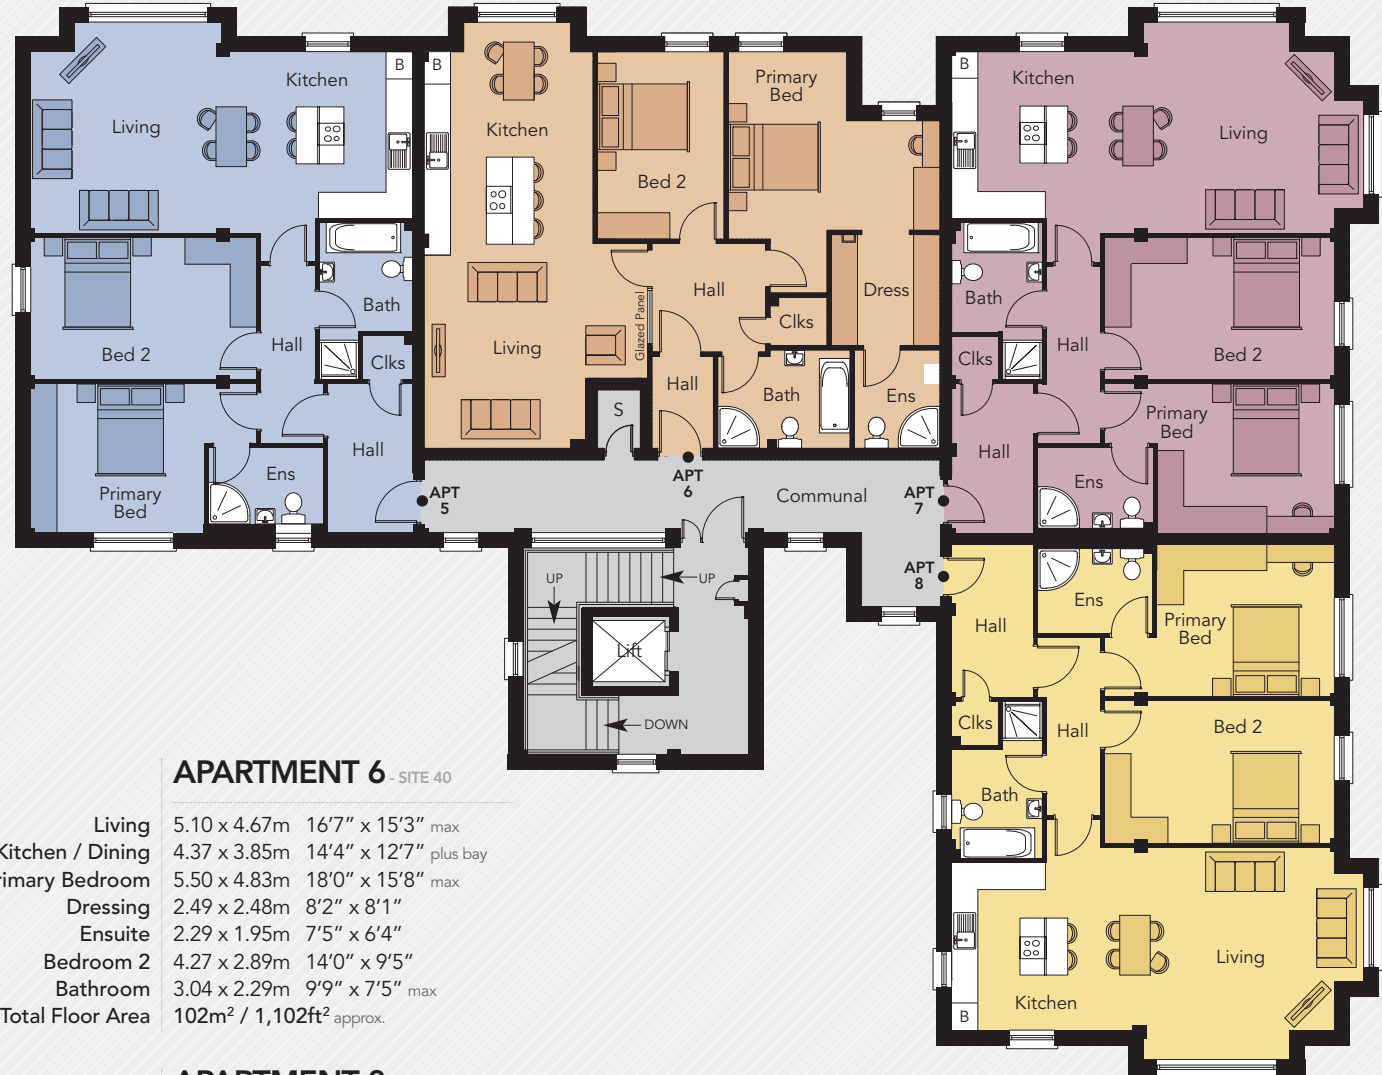 Kitchen
B
Living
Bath
Bed 2
Hall
Clks
Hall
Ens
Primary
Bed
APT
5
B
Kitchen
Bed 2
Primary
Bed
Hall
Dress
Clks
Glazed Panel
Living
Hall
Bath
Ens
S
APT
6
Communal
APT
7
APT
8
UP
UP
Lift
DOWN
B
Kitchen
Living
Bath
Clks
Hall
Bed 2
Primary
Bed
Hall
Ens
Ens
Hall
Primary
Bed
Clks
Hall
Bed 2
Bath
Living
Kitchen
B
APARTMENT 6 - SITE 40
Living 5.10 x 4.67m 16'7" x 15'3" max
Kitchen / Dining 4.37 x 3.85m 14'4" x 12'7" plus bay
rimary Bedroom 5.50 x 4.83m 18'0" x 15'8" max
Dressing 2.49 x 2.48m 8'2" x 8'1"
Ensuite 2.29 x 1.95m 7'5" x 6'4"
Bedroom 2 4.27 x 2.89m 14'0" x 9'5"
Bathroom 3.04 x 2.29m 9'9" x 7'5" max
Total Floor Area 102m² / 1,102ft² approx.